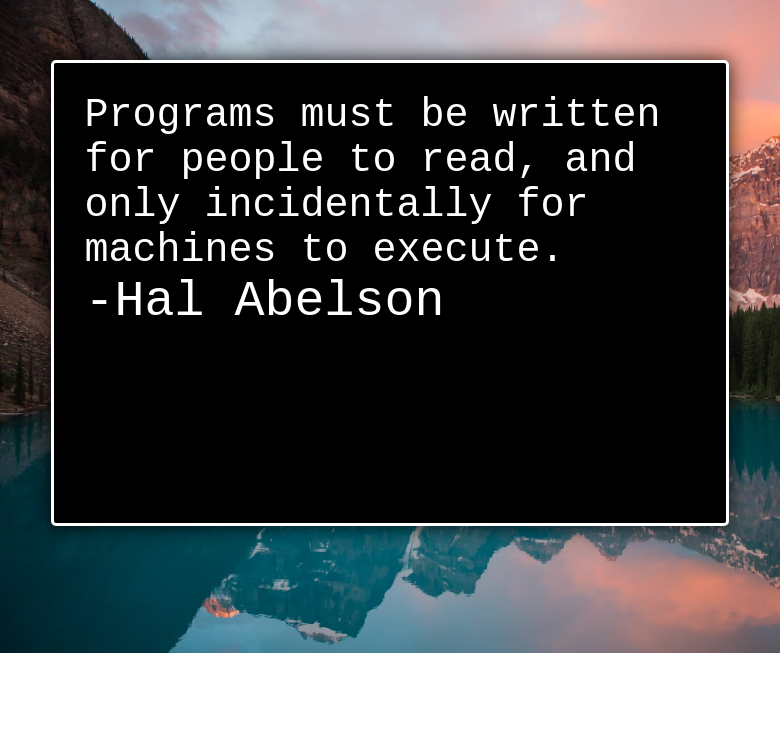 Programs must be written
for people to read, and
only incidentally for
machines to execute.
-Hal Abelson